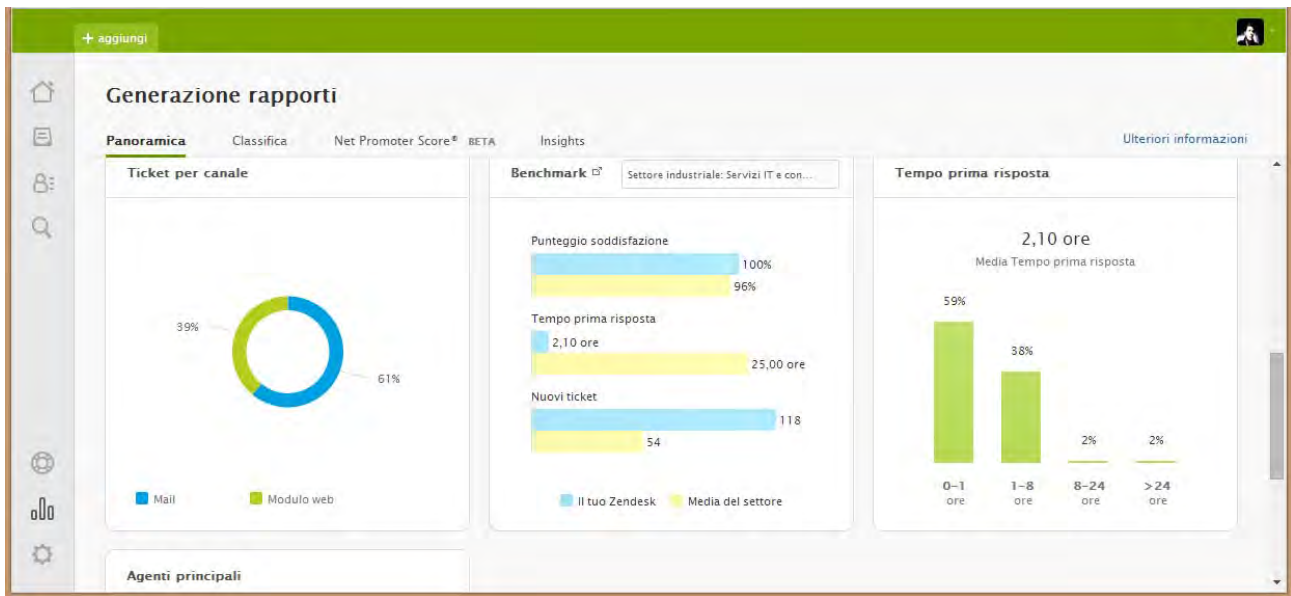 + aggiungi
Generazione rapporti
Panoramica Classifica Net Promoter Score® BETA Insights Ulteriori informazioni
Ticket per canale
39%
61%
Mail Modulo web
Benchmark Settore industriale: Servizi IT e con...
Punteggio soddisfazione
100%
96%
Tempo prima risposta
2,10 ore
25,00 ore
Nuovi ticket
118
54
Il tuo Zendesk Media del settore
Tempo prima risposta
2,10 ore
Media Tempo prima risposta
59%
38%
2% 2%
0-1 1-8 8-24 >24
ore ore ore ore
Agenti principali